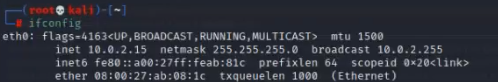 ┌──(root💀kali)-[~]
└─# ifconfig
eth0: flags=4163<UP,BROADCAST,RUNNING,MULTICAST>  mtu 1500
inet 10.0.2.15  netmask 255.255.255.0  broadcast 10.0.2.255
inet6 fe80::a00:27ff:feab:81c  prefixlen 64  scopeid 0×20<link>
ether 08:00:27:ab:08:1c  txqueuelen 1000  (Ethernet)